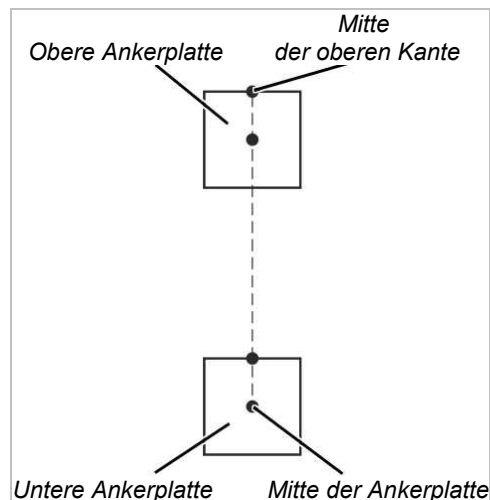 Mitte
der oberen Kante
Obere Ankerplatte
Untere Ankerplatte
Mitte der Ankerplatte